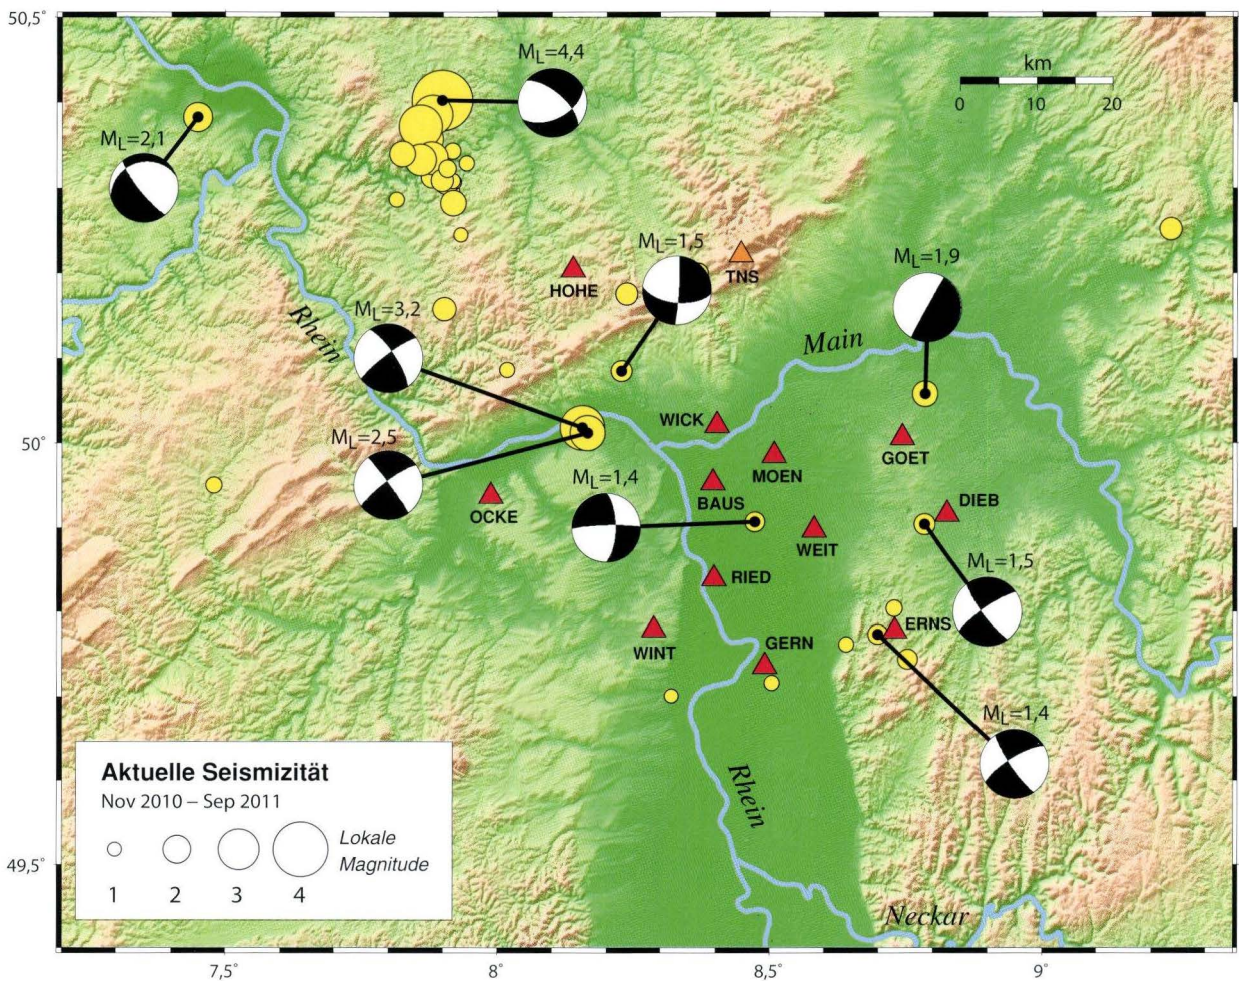 50,5°
M_L=4,4
km
0 10 20
M_L=2,1
M_L=1,5
M_L=1,9
TNS
HOHE
M_L=3,2
Rhein
Main
WICK
M_L=2,5
50°
GOET
MOEN
M_L=1,4
BAUS
DIEB
OCKE
WEIT
M_L=1,5
RIED
ERNS
WINT
GERN
M_L=1,4
Rhein
Aktuelle Seismizität
Nov 2010 – Sep 2011
Lokale
Magnitude
1 2 3 4
49,5°
Neckar
7,5° 8° 8,5° 9°